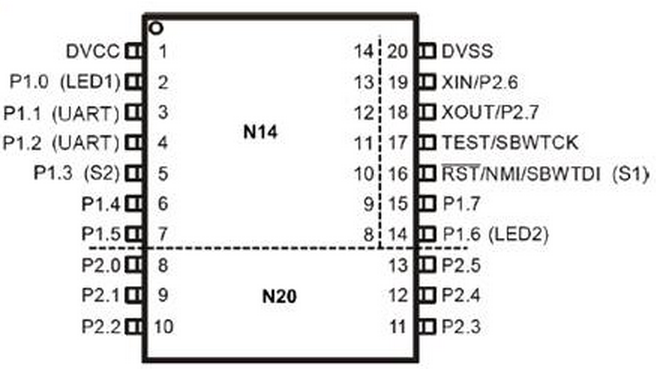 DVCC 1 14 20 DVSS
P1.0 (LED1) 2 13 19 XIN/P2.6
P1.1 (UART) 3 12 18 XOUT/P2.7
N14
P1.2 (UART) 4 11 17 TEST/SBWTCK
P1.3 (S2) 5 10 16 RST/NMI/SBWTDI (S1)
P1.4 6 9 15 P1.7
P1.5 7 8 14 P1.6 (LED2)
P2.0 8 13 P2.5
P2.1 9 N20 12 P2.4
P2.2 10 11 P2.3